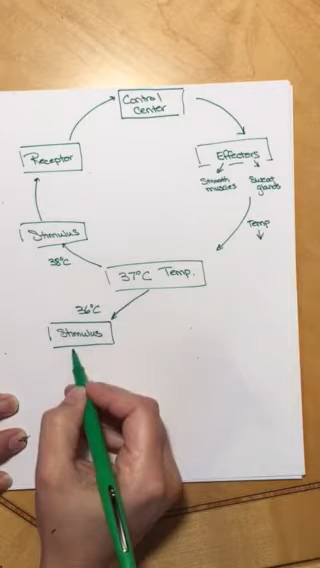 Control
Center
Receptor
Effectors
Smooth
muscles
Sweat
glands
Stimulus
Temp
↓
38°C
37°C Temp.
36°C
Stimulus